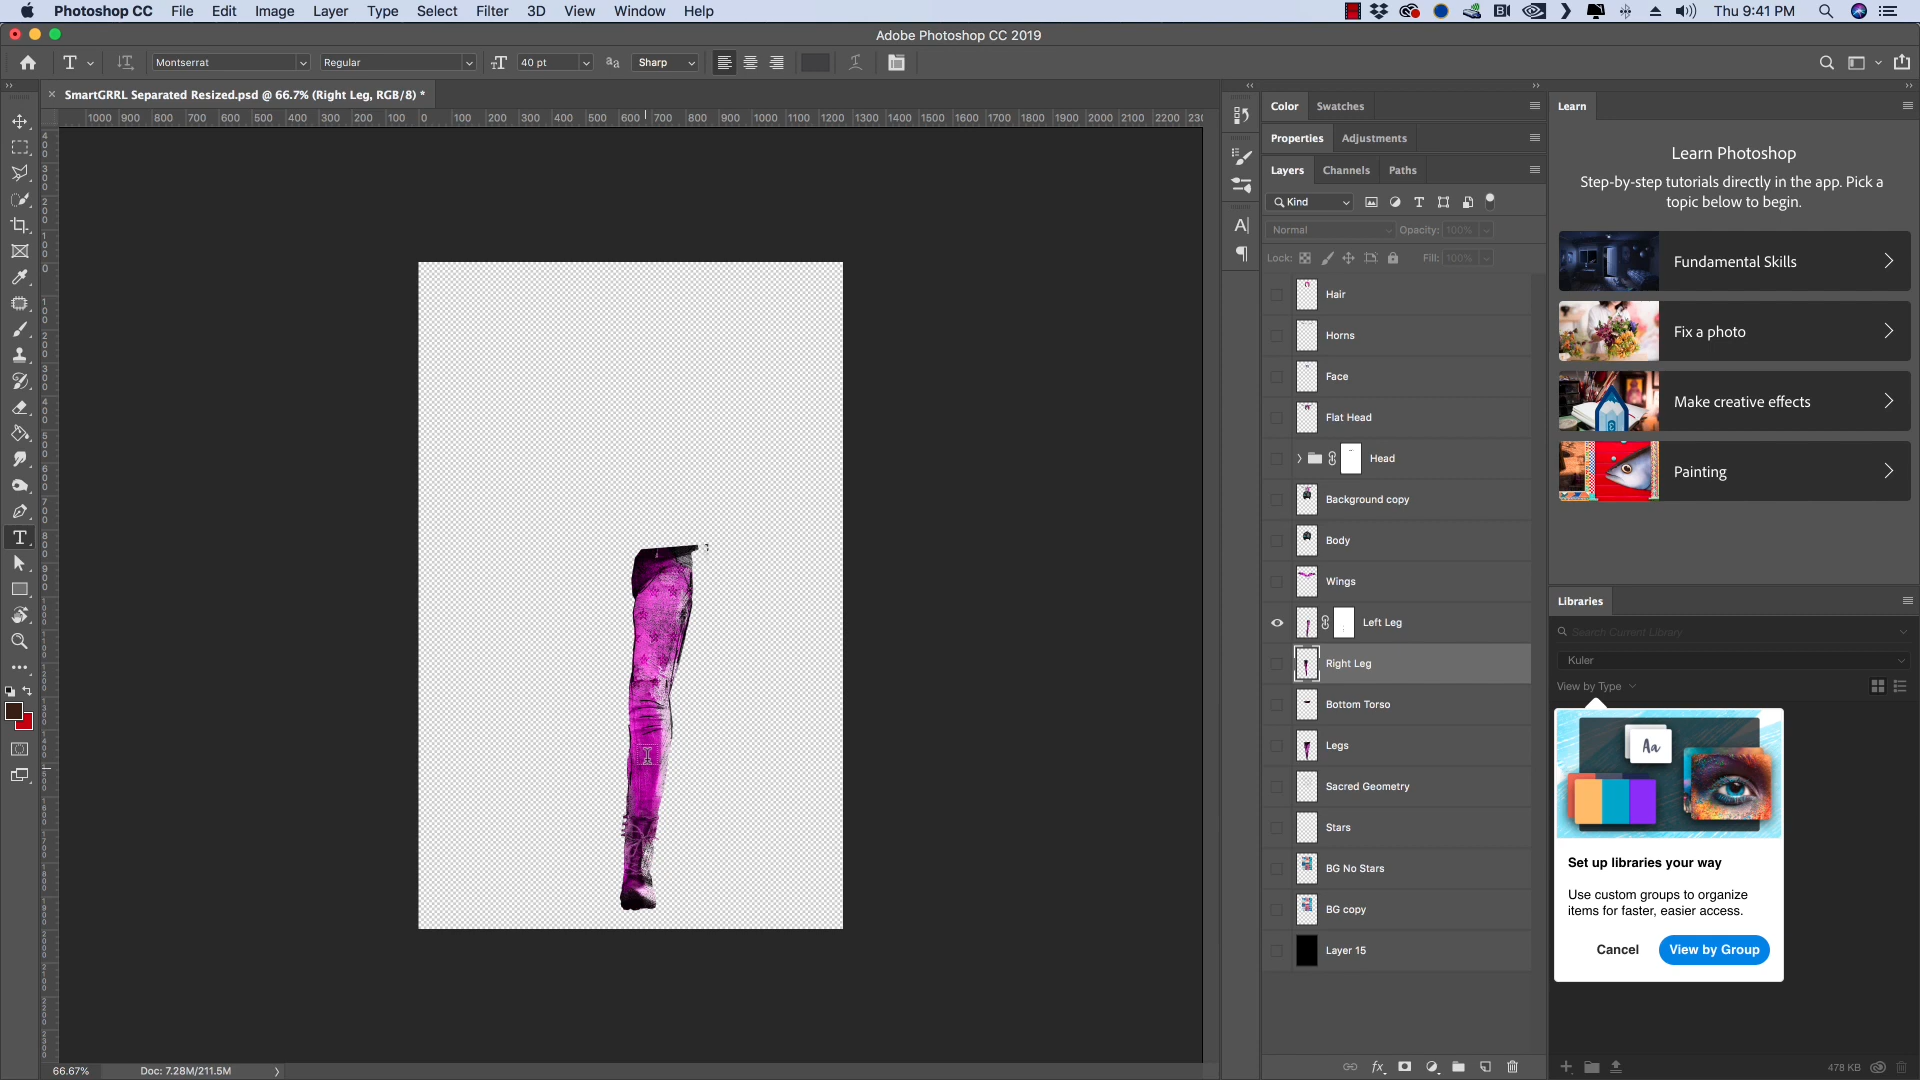 Photoshop CC File Edit Image Layer Type Select Filter 3D View Window Help Thu 9:41 PM
Adobe Photoshop CC 2019
T Montserrat Regular 40 pt aa Sharp
SmartGRRL Separated Resized.psd @ 66.7% (Right Leg, RGB/8) *
1000 900 800 700 600 500 400 300 200 100 0 100 200 300 400 500 600 700 800 900 1000 1100 1200 1300 1400 1500 1600 1700 1800 1900 2000 2100 2200
Color Swatches
Properties Adjustments
Layers Channels Paths
Kind
Normal Opacity: 100%
Lock: Fill: 100%
Hair
Horns
Face
Flat Head
Head
Background copy
Body
Wings
Left Leg
Right Leg
Bottom Torso
Legs
Sacred Geometry
Stars
BG No Stars
BG copy
Layer 15
fx
Learn
Learn Photoshop
Step-by-step tutorials directly in the app. Pick a
topic below to begin.
Fundamental Skills
Fix a photo
Make creative effects
Painting
Libraries
Search Current Library
Kuler
View by Type
Aa
Set up libraries your way
Use custom groups to organize
items for faster, easier access.
Cancel View by Group
478 KB
66.67% Doc: 7.28M/211.5M